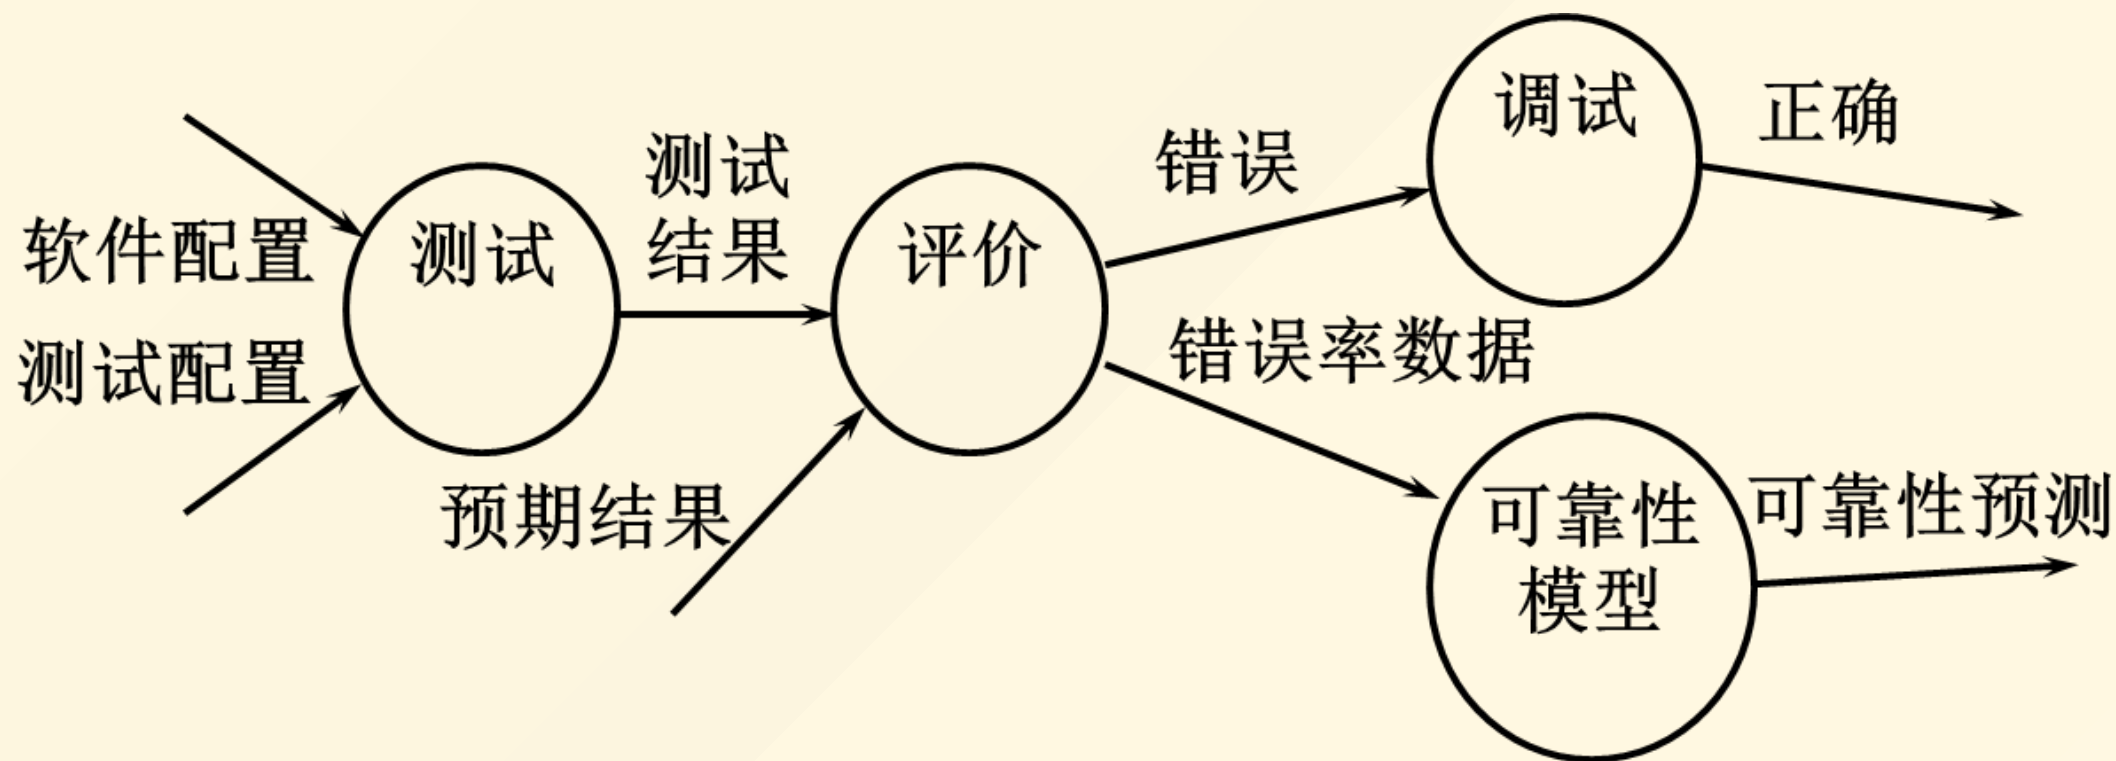 软件配置
测试配置
测试
测试
结果
预期结果
评价
错误
错误率数据
调试
正确
可靠性
模型
可靠性预测